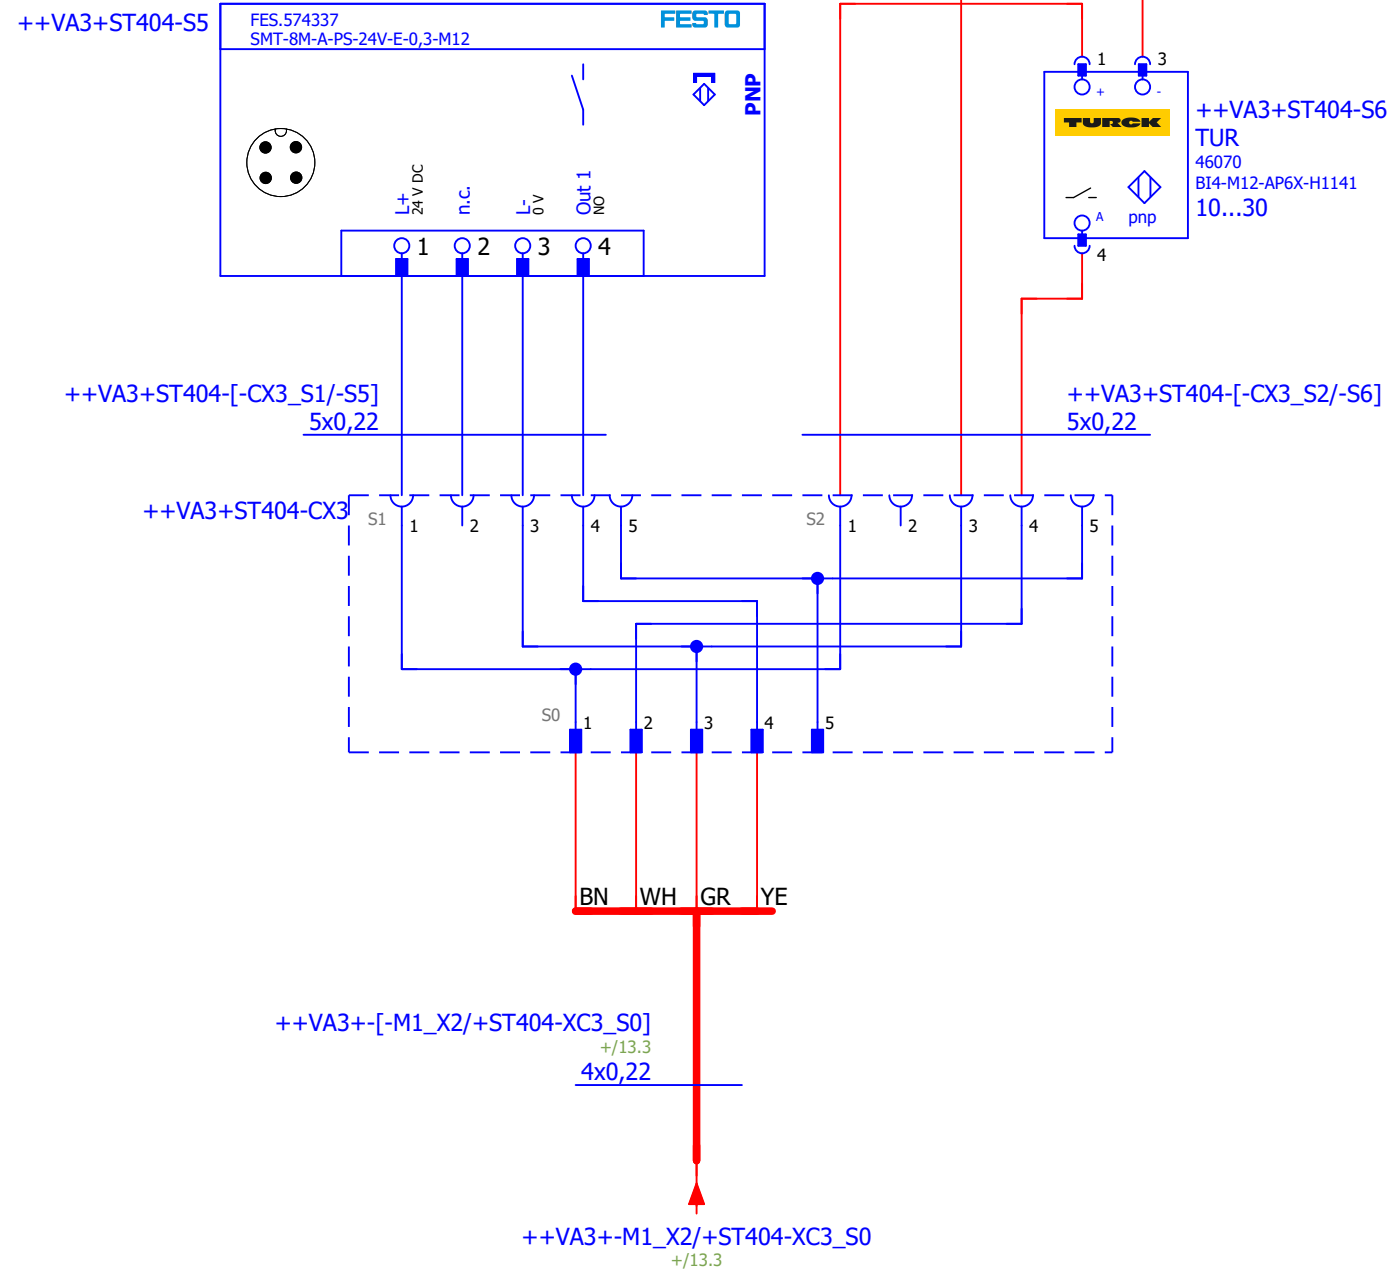 ++VA3+ST404-S5
FES.574337
SMT-8M-A-PS-24V-E-0,3-M12
FESTO
PNP
L+
24 V DC
n.c.
L-
0 V
Out 1
NO
1 2 3 4
1 3
+ -
TURCK
A
pnp
4
++VA3+ST404-S6
TUR
46070
BI4-M12-AP6X-H1141
10...30
++VA3+ST404-[-CX3_S1/-S5]
5x0,22
++VA3+ST404-[-CX3_S2/-S6]
5x0,22
++VA3+ST404-CX3
S1 1 2 3 4 5 S2 1 2 3 4 5
S0 1 2 3 4 5
BN WH GR YE
++VA3+-[-M1_X2/+ST404-XC3_S0]
+/13.3
4x0,22
++VA3+-M1_X2/+ST404-XC3_S0
+/13.3